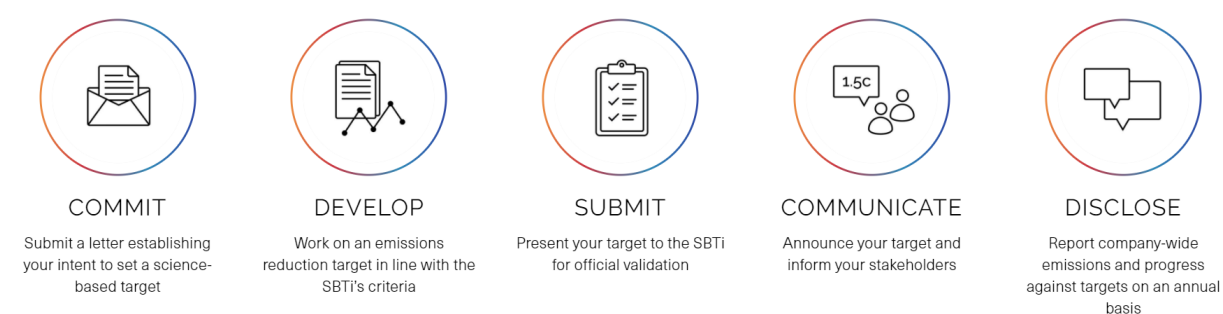 1.5c
COMMIT
Submit a letter establishing
your intent to set a science-
based target
DEVELOP
Work on an emissions
reduction target in line with the
SBTi's criteria
SUBMIT
Present your target to the SBTi
for official validation
COMMUNICATE
Announce your target and
inform your stakeholders
DISCLOSE
Report company-wide
emissions and progress
against targets on an annual
basis